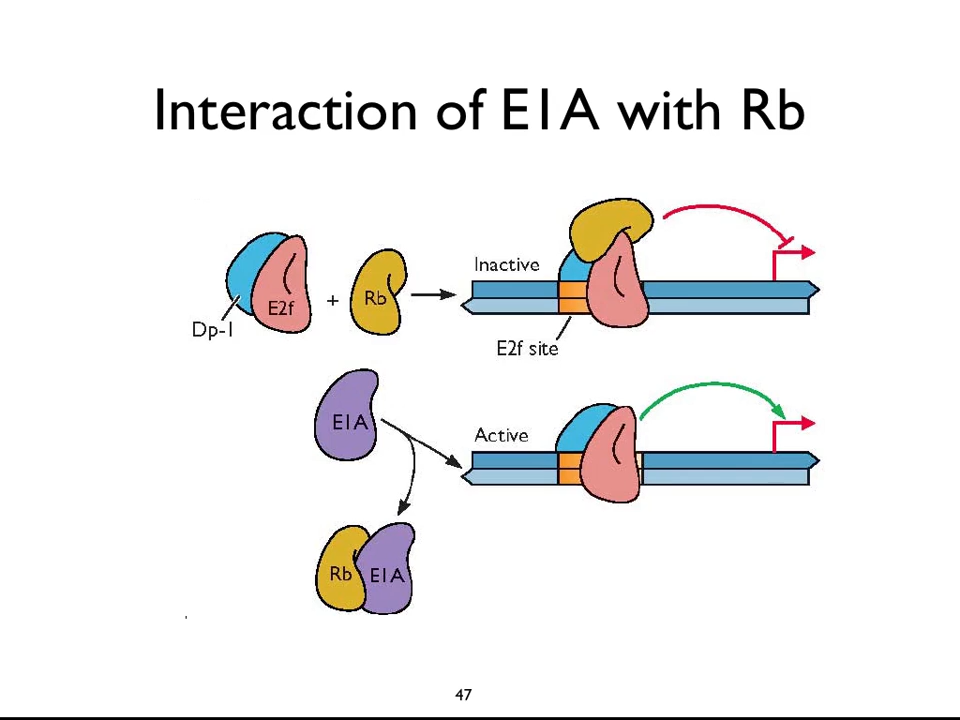 Interaction of E1A with Rb
Inactive
E2f
+
Rb
Dp-1
E2f site
E1A
Active
Rb
E1A
47